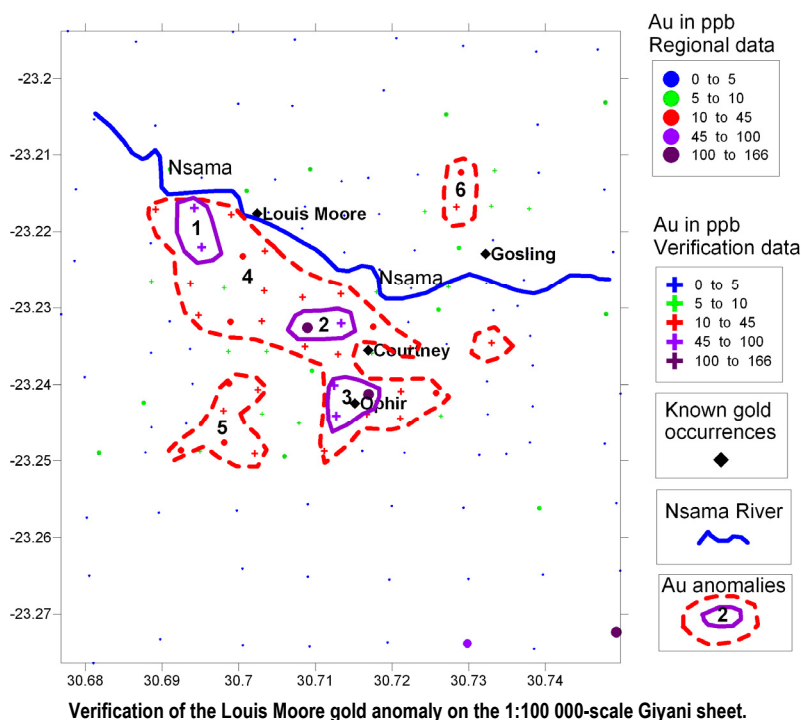 Au in ppb
Regional data
0 to 5
5 to 10
10 to 45
45 to 100
100 to 166
Au in ppb
Verification data
0 to 5
5 to 10
10 to 45
45 to 100
100 to 166
Known gold
occurrences
Nsama River
Au anomalies
2
-23.2
-23.21
-23.22
-23.23
-23.24
-23.25
-23.26
-23.27
Nsama
6
Louis Moore
1
Gosling
4
Nsama
2
Courtney
3
Ophir
5
30.68
30.69
30.7
30.71
30.72
30.73
30.74
Verification of the Louis Moore gold anomaly on the 1:100 000-scale Giyani sheet.